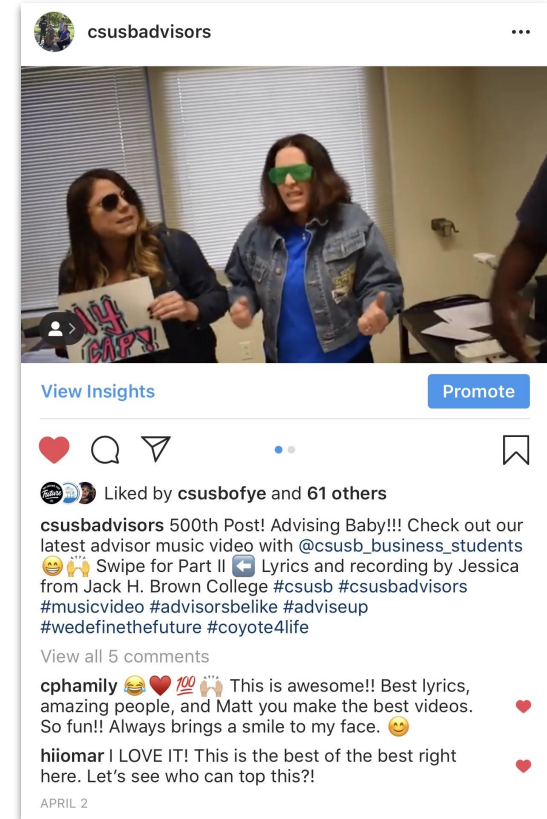 csusbadvisors
MY
CAP!
View Insights
Promote
Liked by csusbofye and 61 others
csusbadvisors 500th Post! Advising Baby!!! Check out our
latest advisor music video with @csusb_business_students
😁🙌🏼 Swipe for Part II ⬅️ Lyrics and recording by Jessica
from Jack H. Brown College #csusb #csusbadvisors
#musicvideo #advisorsbelike #adviseup
#wedefinethefuture #coyote4life
View all 5 comments
cphamily 😂❤️💯🙌🏼 This is awesome!! Best lyrics,
amazing people, and Matt you make the best videos.
So fun!! Always brings a smile to my face. 😊
hiiomar I LOVE IT! This is the best of the best right
here. Let's see who can top this?!
APRIL 2